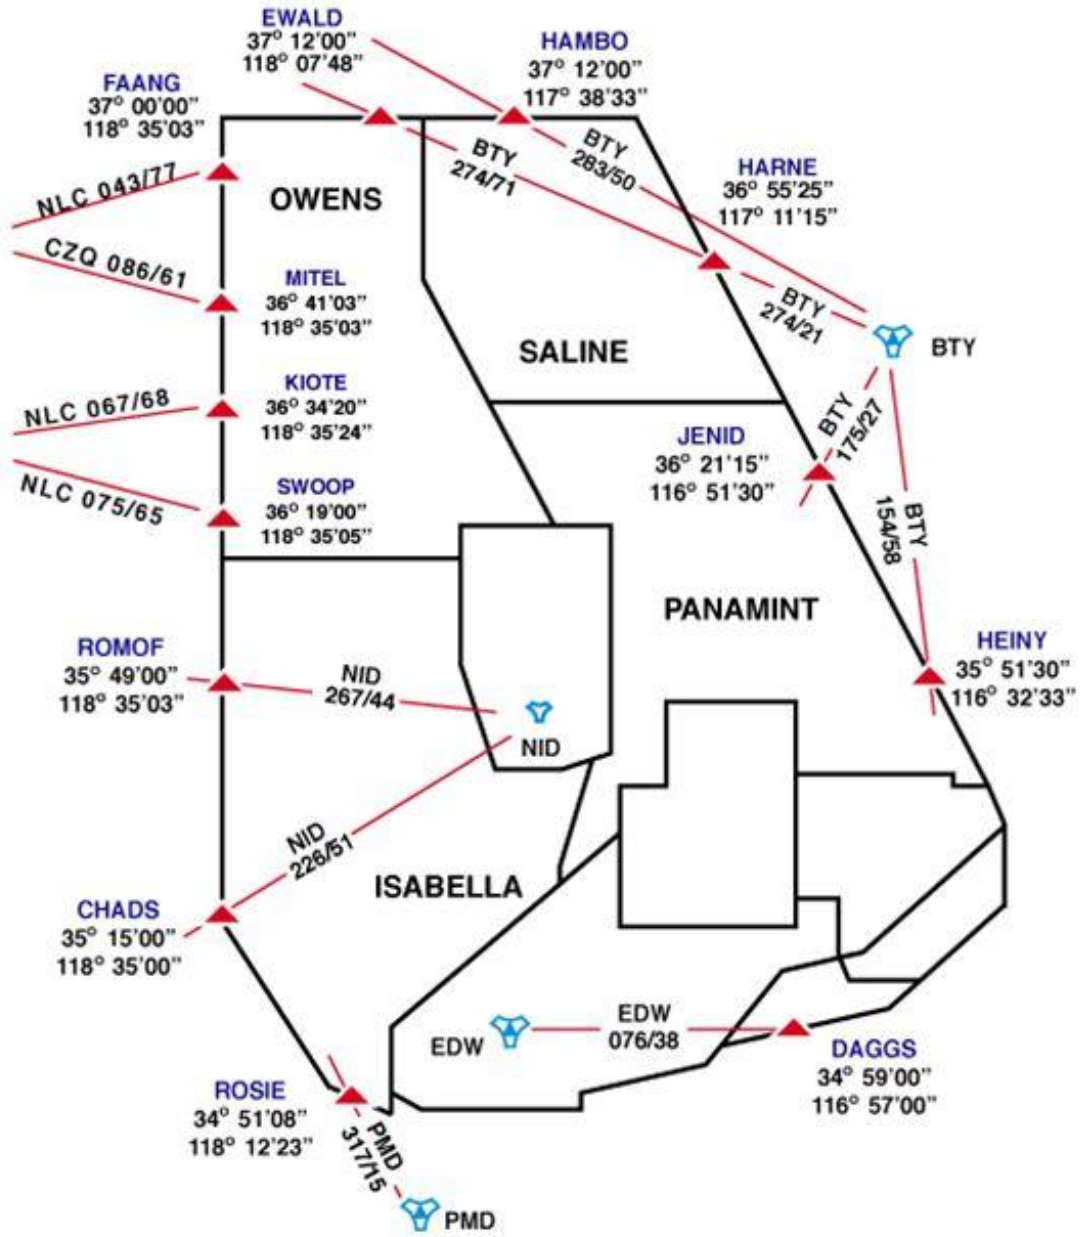 EWALD
37° 12'00”
118° 07'48”
HAMBO
37° 12'00”
117° 38'33”
FAANG
37° 00'00”
118° 35'03”
BTY
283/50
BTY
274/71
HARNE
36° 55'25”
117° 11'15”
NLC 043/77
OWENS
CZQ 086/61
MITEL
36° 41'03”
118° 35'03”
BTY
274/21
BTY
SALINE
KIOTE
36° 34'20”
118° 35'24”
NLC 067/68
BTY
175/27
JENID
36° 21'15”
116° 51'30”
NLC 075/65
SWOOP
36° 19'00”
118° 35'05”
BTY
154/58
PANAMINT
ROMOF
35° 49'00”
118° 35'03”
NID
267/44
HEINY
35° 51'30”
116° 32'33”
NID
NID
226/51
ISABELLA
CHADS
35° 15'00”
118° 35'00”
EDW
EDW
076/38
DAGGS
34° 59'00”
116° 57'00”
ROSIE
34° 51'08”
118° 12'23”
PMD
317/15
PMD